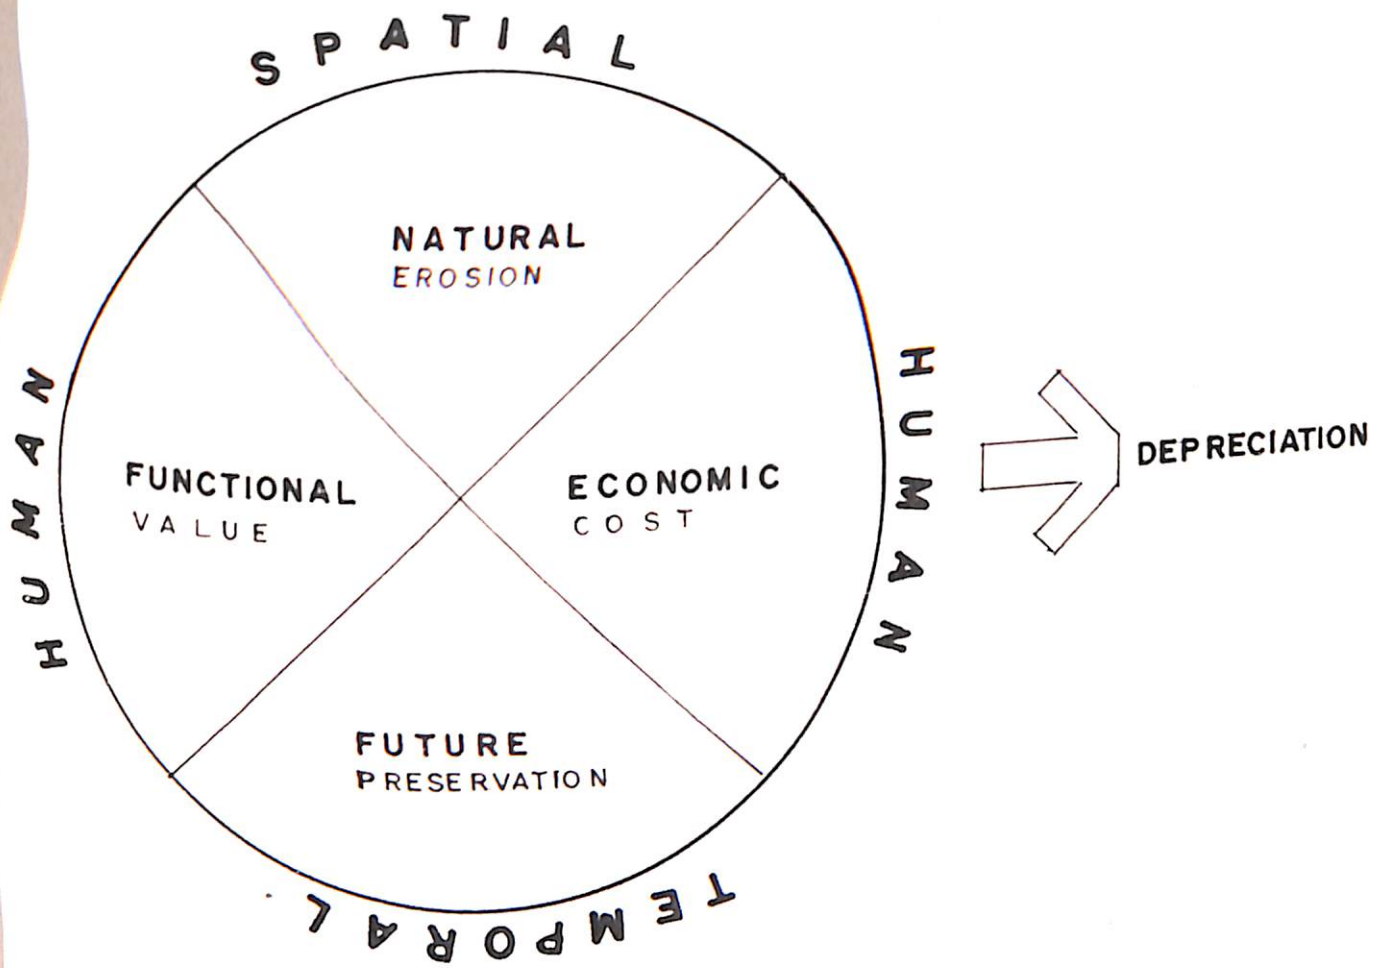 SPATIAL
NATURAL
EROSION
HUMAN
HUMAN
DEPRECIATION
FUNCTIONAL
VALUE
ECONOMIC
COST
FUTURE
PRESERVATION
TEMPORAL